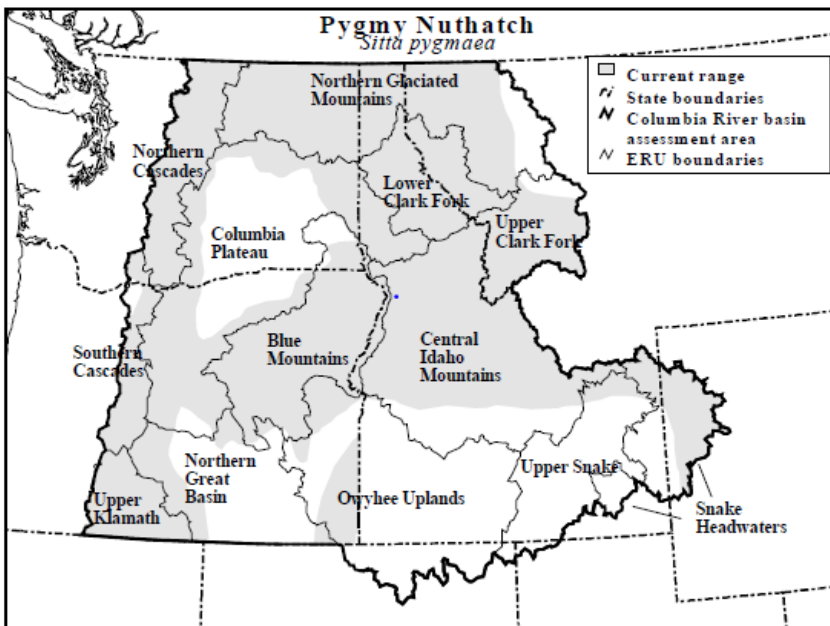 Pygmy Nuthatch
Sitta pygmaea
Current range
State boundaries
Columbia River basin
assessment area
ERU boundaries
Northern Glaciated
Mountains
Northern
Cascades
Lower
Clark Fork
Upper
Clark Fork
Columbia
Plateau
Blue
Mountains
Central
Idaho
Mountains
Southern
Cascades
Northern
Great
Basin
Upper Snake
Upper
Klamath
Owyhee Uplands
Snake
Headwaters